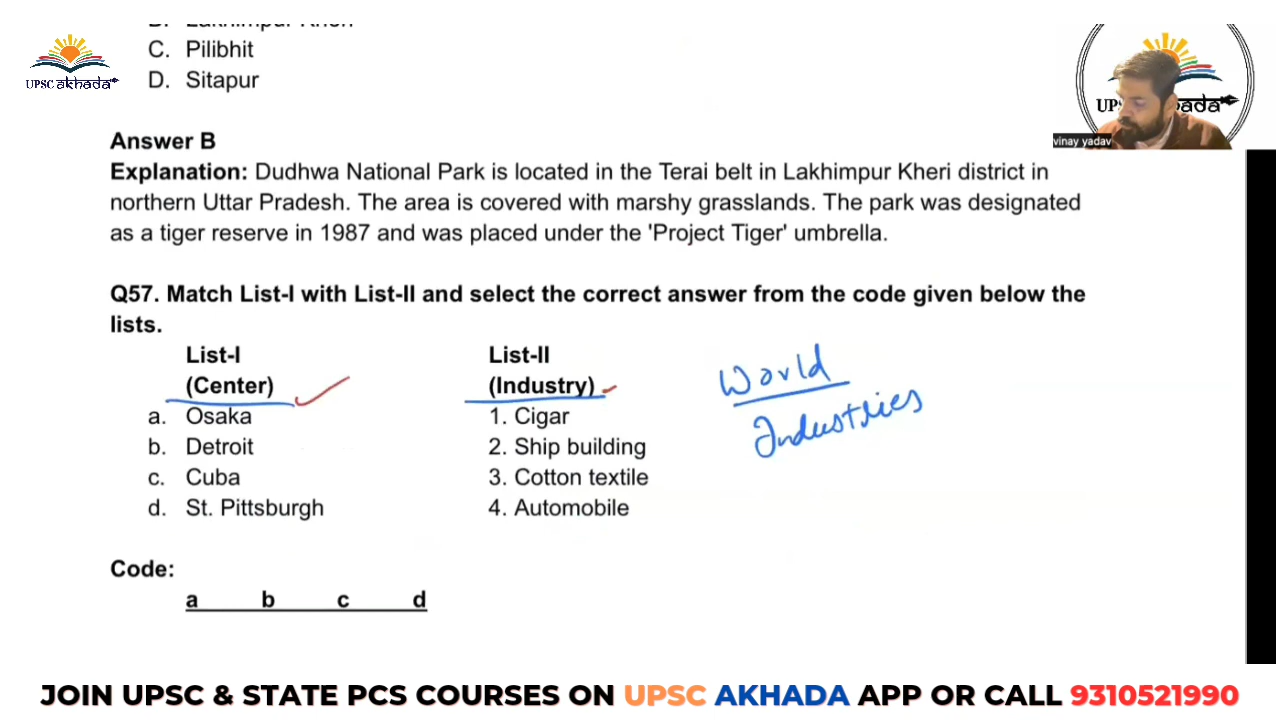 B. Lakhimpur Kheri
C. Pilibhit
D. Sitapur
UPSC akhada
UP
ada
vinay yadav
Answer B
Explanation: Dudhwa National Park is located in the Terai belt in Lakhimpur Kheri district in
northern Uttar Pradesh. The area is covered with marshy grasslands. The park was designated
as a tiger reserve in 1987 and was placed under the 'Project Tiger' umbrella.
Q57. Match List-I with List-II and select the correct answer from the code given below the
lists.
List-I List-II
(Center) (Industry)
World
Industries
a. Osaka 1. Cigar
b. Detroit 2. Ship building
c. Cuba 3. Cotton textile
d. St. Pittsburgh 4. Automobile
Code:
a b c d
JOIN UPSC & STATE PCS COURSES ON UPSC AKHADA APP OR CALL 9310521990